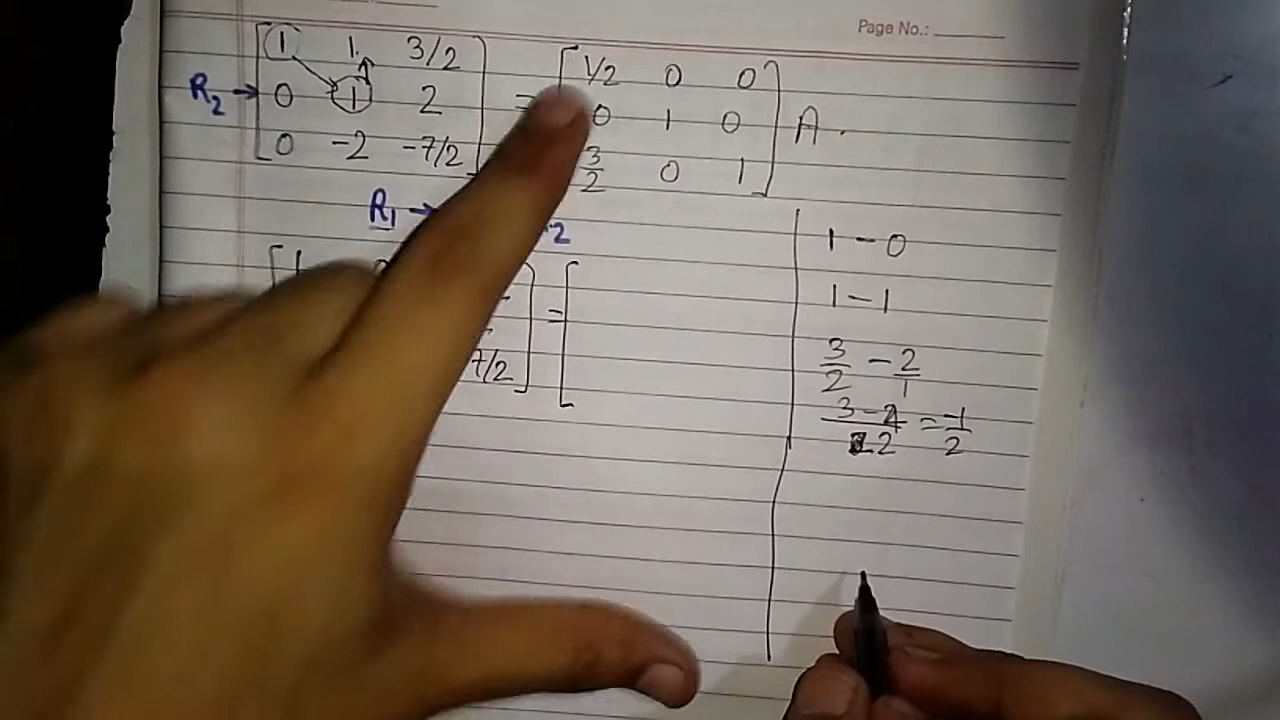 Page No.:
1 1 3/2 1/2 0 0
R2 → 0 1 2 = 0 1 0 A.
0 -2 -7/2 3/2 0 1
R1 → 2
1 - 0
1
1 - 1
=
3/2 - 2/1
7/2
3-4/2 = -1/2